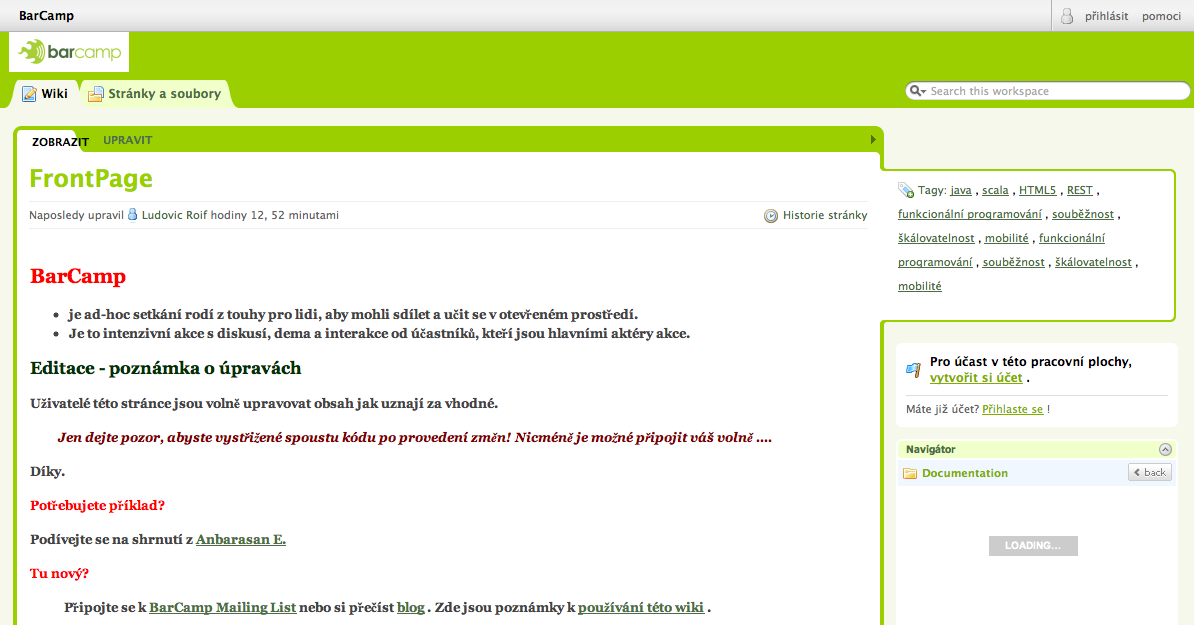 BarCamp
přihlásit pomoci
barcamp
Wiki Stránky a soubory
Search this workspace
ZOBRAZIT UPRAVIT
FrontPage
Naposledy upravil Ludovic Roif hodiny 12, 52 minutami
Historie stránky
BarCamp
je ad-hoc setkání rodí z touhy pro lidi, aby mohli sdílet a učit se v otevřeném prostředí.
Je to intenzivní akce s diskusí, dema a interakce od účastníků, kteří jsou hlavními aktéry akce.
Editace - poznámka o úpravách
Uživatelé této stránce jsou volně upravovat obsah jak uznají za vhodné.
Jen dejte pozor, abyste vystřižené spoustu kódu po provedení změn! Nicméně je možné připojit váš volně ....
Díky.
Potřebujete příklad?
Podívejte se na shrnutí z Anbarasan E.
Tu nový?
Připojte se k BarCamp Mailing List nebo si přečíst blog . Zde jsou poznámky k používání této wiki .
Tagy: java , scala , HTML5 , REST ,
funkcionální programování , souběžnost ,
škálovatelnost , mobilité , funkcionální
programování , souběžnost , škálovatelnost ,
mobilité
Pro účast v této pracovní plochy,
vytvořit si účet .
Máte již účet? Přihlaste se !
Navigátor
Documentation
back
LOADING...